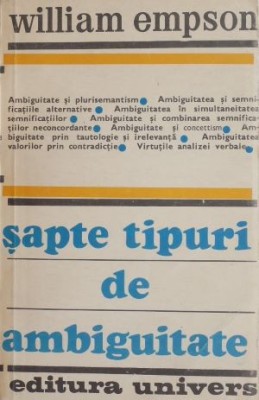 william empson
Ambiguitate și plurisemantism Ambiguitatea și semni-
ficațiile alternative Ambiguitatea în simultaneitatea
semnificațiilor Ambiguitate și combinarea semnifica-
țiilor neconcordante Ambiguitate și concettism Am-
biguitate prin tautologie și irelevanță Ambiguitatea
valorilor prin contradicție Virtuțile analizei verbale
șapte tipuri
de
ambiguitate
editura univers